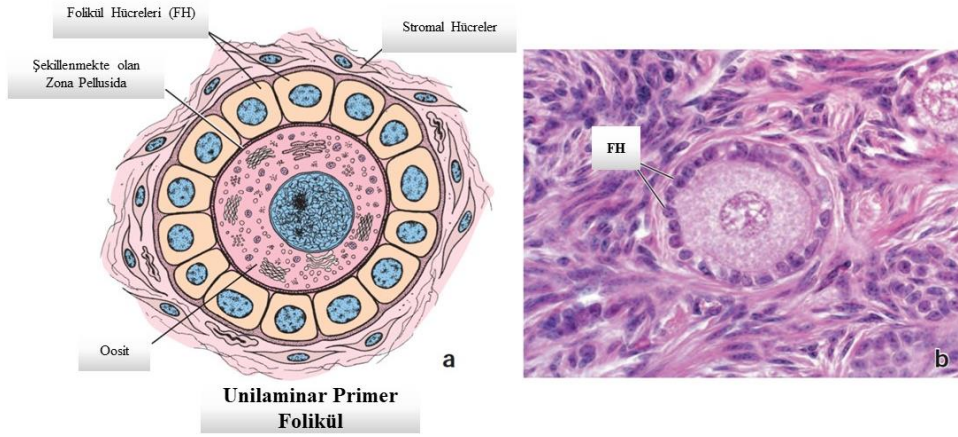 Folikül Hücreleri (FH)
Stromal Hücreler
Şekillenmekte olan
Zona Pellusida
FH
Oosit
a
b
Unilaminar Primer
Folikül